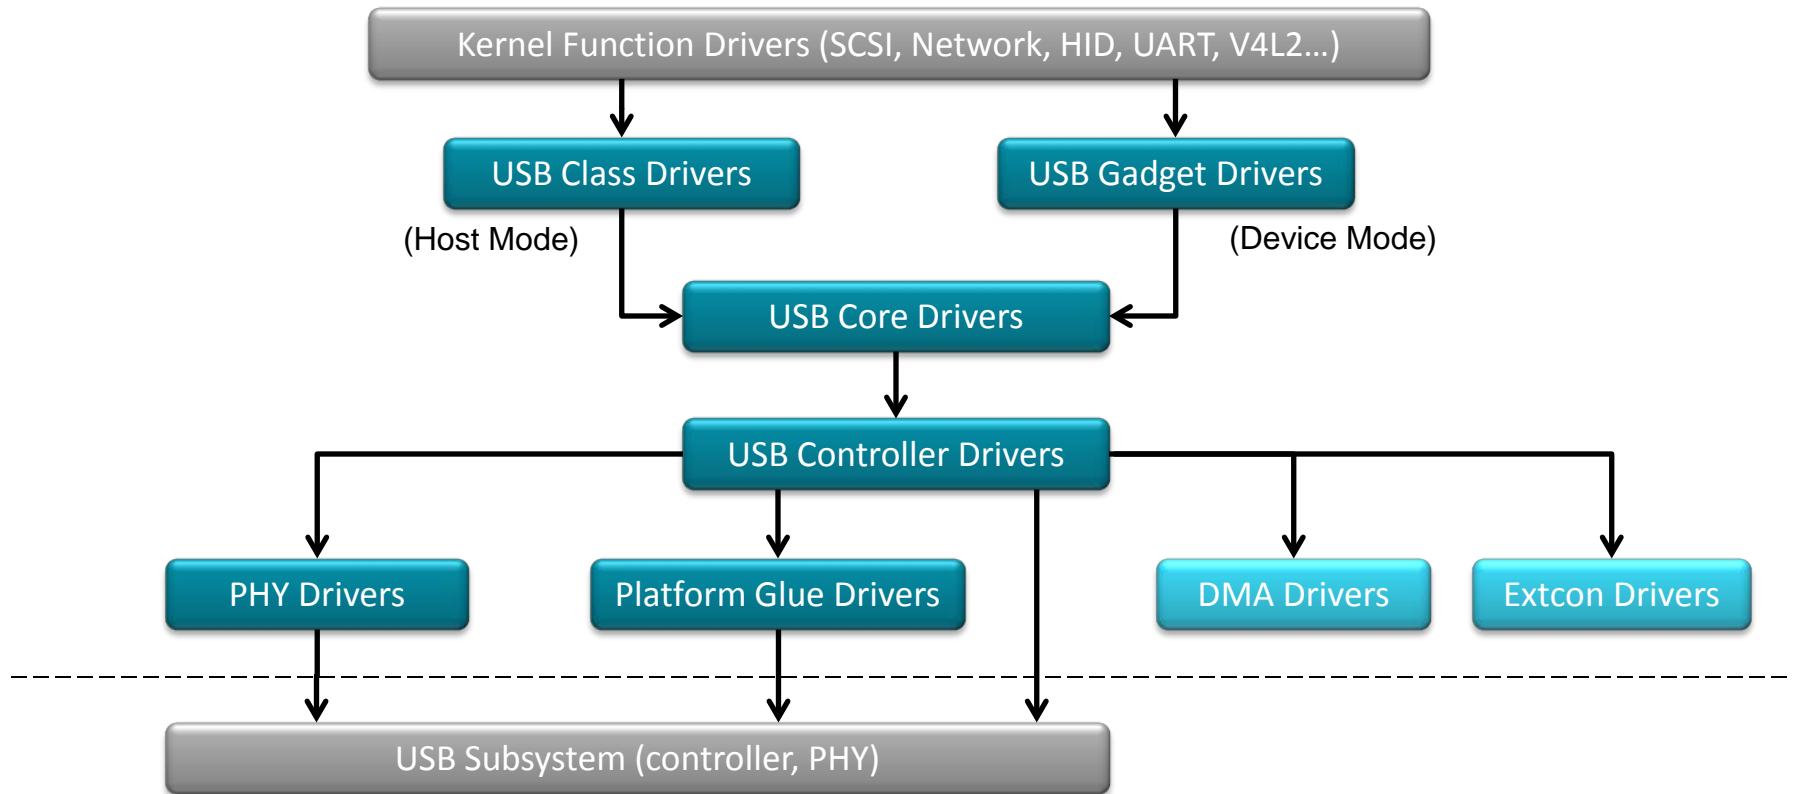 Kernel Function Drivers (SCSI, Network, HID, UART, V4L2...)
USB Class Drivers
USB Gadget Drivers
(Host Mode)
(Device Mode)
USB Core Drivers
USB Controller Drivers
PHY Drivers
Platform Glue Drivers
DMA Drivers
Extcon Drivers
USB Subsystem (controller, PHY)